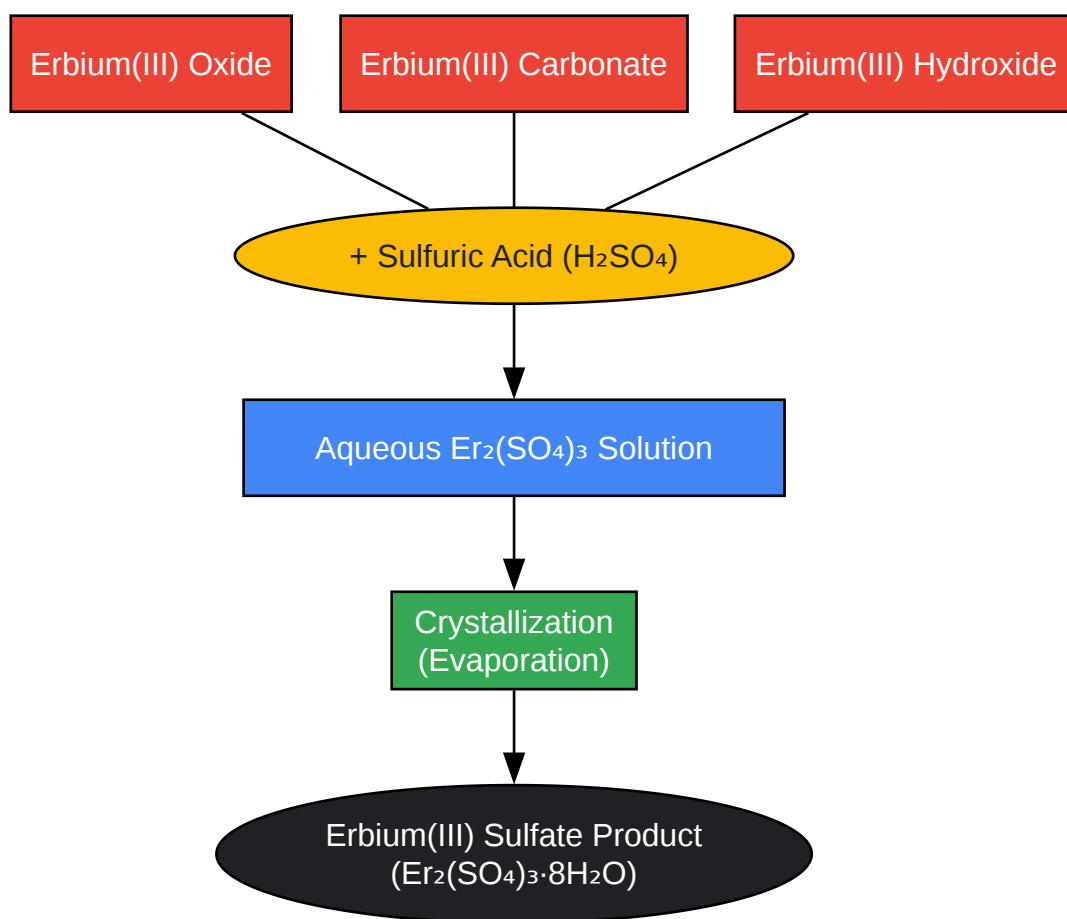 Erbium(III) Oxide
Erbium(III) Carbonate
Erbium(III) Hydroxide
+ Sulfuric Acid (H₂SO₄)
Aqueous Er₂(SO₄)₃ Solution
Crystallization
(Evaporation)
Erbium(III) Sulfate Product
(Er₂(SO₄)₃·8H₂O)